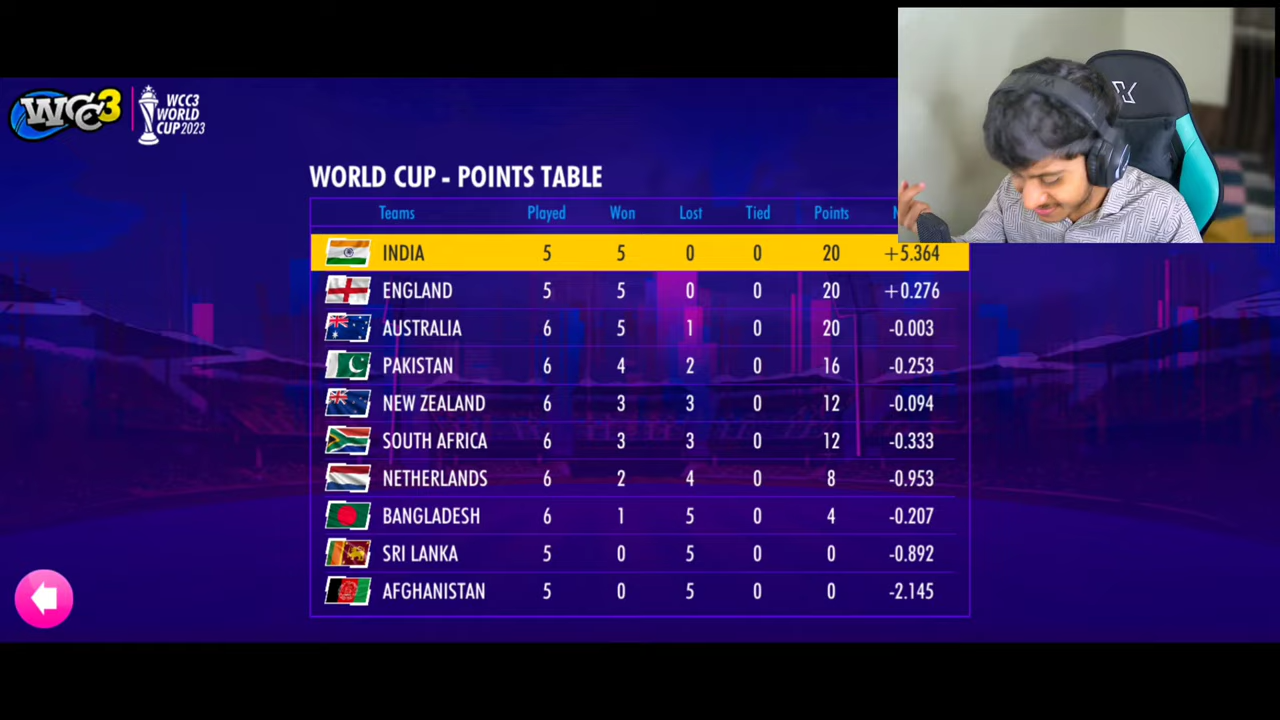 WCC3
WCC3
WORLD
CUP 2023
WORLD CUP - POINTS TABLE
Teams Played Won Lost Tied Points
INDIA 5 5 0 0 20 +5.364
ENGLAND 5 5 0 0 20 +0.276
AUSTRALIA 6 5 1 0 20 -0.003
PAKISTAN 6 4 2 0 16 -0.253
NEW ZEALAND 6 3 3 0 12 -0.094
SOUTH AFRICA 6 3 3 0 12 -0.333
NETHERLANDS 6 2 4 0 8 -0.953
BANGLADESH 6 1 5 0 4 -0.207
SRI LANKA 5 0 5 0 0 -0.892
AFGHANISTAN 5 0 5 0 0 -2.145